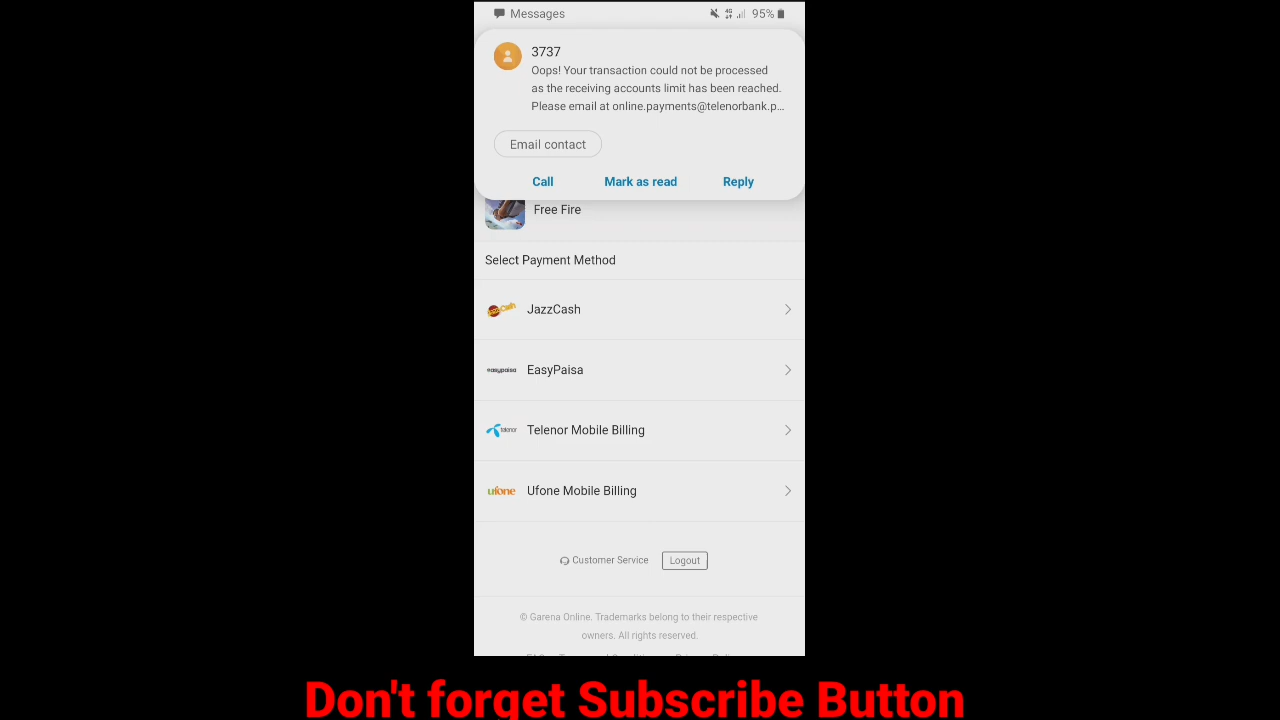 Messages
4G
95%
3737
Oops! Your transaction could not be processed
as the receiving accounts limit has been reached.
Please email at online.payments@telenorbank.p...
Email contact
Call Mark as read Reply
Free Fire
Select Payment Method
JazzCash
easypaisa EasyPaisa
telenor Telenor Mobile Billing
ufone Ufone Mobile Billing
Customer Service Logout
© Garena Online. Trademarks belong to their respective
owners. All rights reserved.
Don't forget Subscribe Button